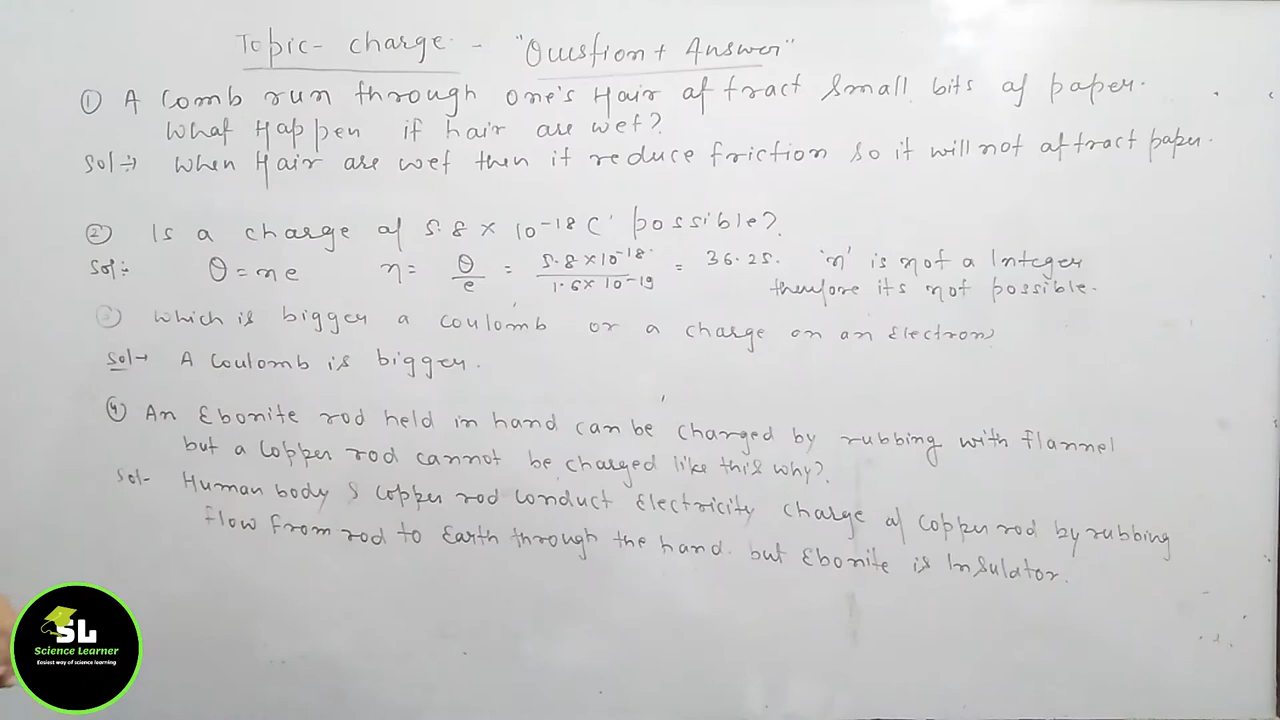 Topic - charge - "Question + Answer"
① A Comb run through one's Hair attract small bits of paper.
What Happen if hair are wet?
Sol :→ When Hair are wet then it reduce friction so it will not attract paper.
② Is a charge of 5.8 × 10⁻¹⁸ C possible?
Sol :- Q = ne n = Q/e = 5.8 × 10⁻¹⁸ / 1.6 × 10⁻¹⁹ = 36.25. 'n' is not a Integer
therefore its not possible.
③ Which is bigger a coulomb or a charge on an Electron
Sol → A Coulomb is bigger.
④ An Ebonite rod held in hand can be charged by rubbing with flannel
but a Copper rod cannot be charged like this why?
Sol- Human body & Copper rod conduct Electricity charge of Copper rod by rubbing
flow from rod to Earth through the hand. but Ebonite is Insulator.
SL
Science Learner
Easiest way of science learning